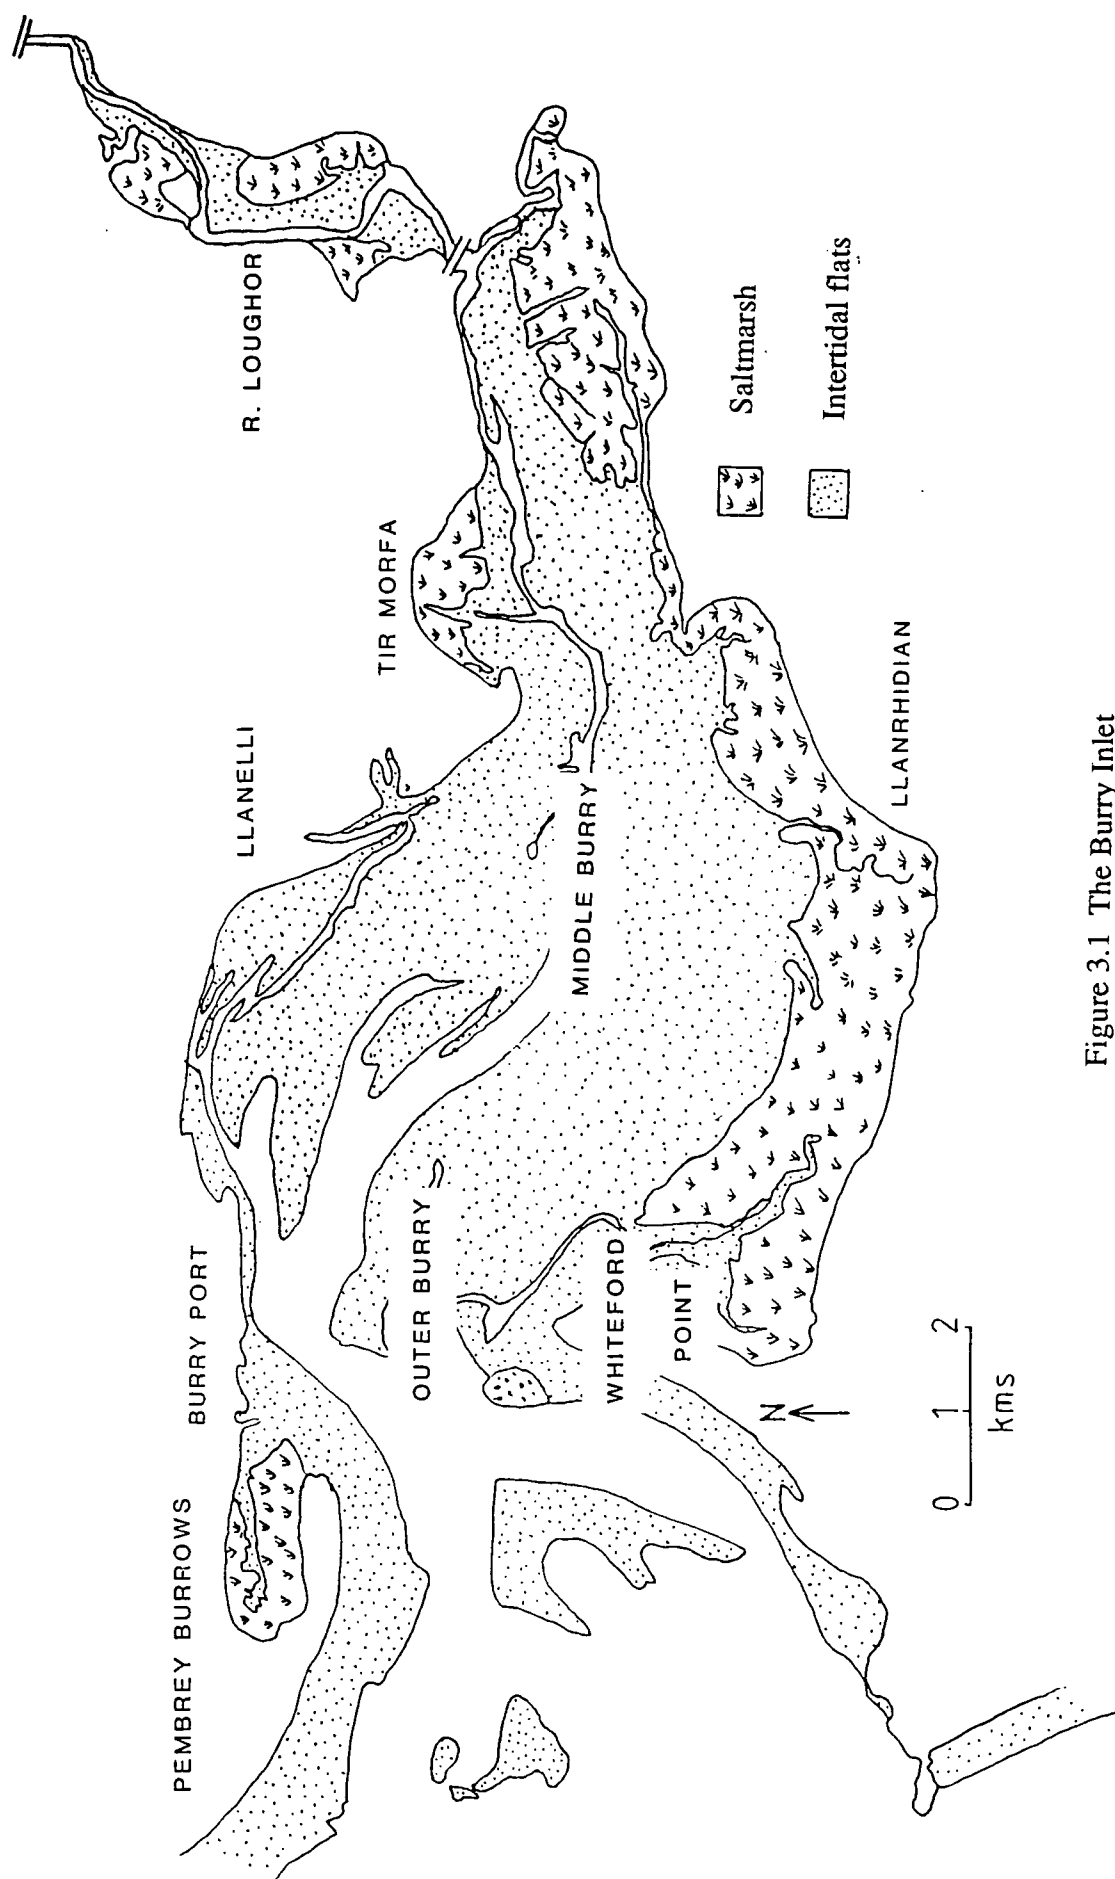 PEMBREY BURROWS
BURRY PORT
LLANELLI
TIR MORFA
R. LOUGHOR
OUTER BURRY
MIDDLE BURRY
WHITEFORD
POINT
LLANRHIDIAN
N
0 1 2
kms
Saltmarsh
Intertidal flats
Figure 3.1 The Burry Inlet